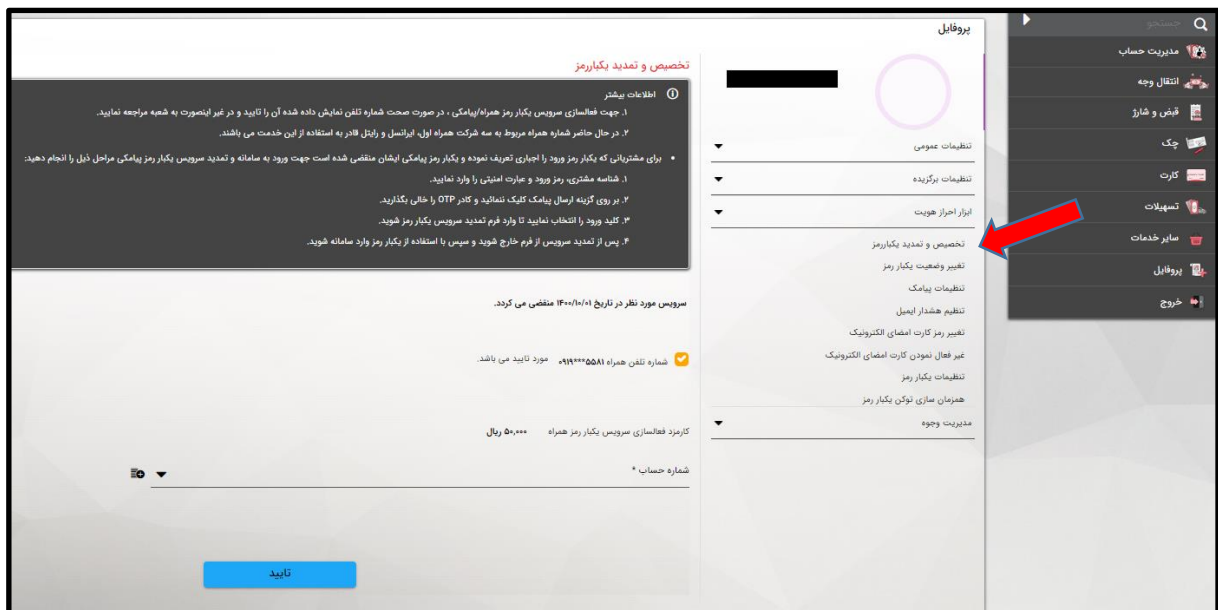 جستجو
مدیریت حساب
انتقال وجه
قبض و شارژ
چک
کارت
تسهیلات
سایر خدمات
پروفایل
خروج
پروفایل
تنظیمات عمومی
تنظیمات برگزیده
ابزار احراز هویت
تخصیص و تمدید یکباررمز
تغییر وضعیت یکبار رمز
تنظیمات پیامک
تنظیم هشدار ایمیل
تغییر رمز کارت امضای الکترونیک
غیر فعال نمودن کارت امضای الکترونیک
تنظیمات یکبار رمز
همزمان سازی توکن یکبار رمز
مدیریت وجوه
تخصیص و تمدید یکباررمز
اطلاعات بیشتر
۱. جهت فعالسازی سرویس یکبار رمز همراه/پیامکی ، در صورت صحت شماره تلفن نمایش داده شده آن را تایید و در غیر اینصورت به شعبه مراجعه نمایید.
۲. در حال حاضر شماره همراه مربوط به سه شرکت همراه اول، ایرانسل و رایتل قادر به استفاده از این خدمت می باشند.
• برای مشتریانی که یکبار رمز ورود را اجباری تعریف نموده و یکبار رمز پیامکی ایشان منقضی شده است جهت ورود به سامانه و تمدید سرویس یکبار رمز پیامکی مراحل ذیل را انجام دهید:
۱. شناسه مشتری، رمز ورود و عبارت امنیتی را وارد نمایید.
۲. بر روی گزینه ارسال پیامک کلیک ننمائید و کادر OTP را خالی بگذارید.
۳. کلید ورود را انتخاب نمایید تا وارد فرم تمدید سرویس یکبار رمز شوید.
۴. پس از تمدید سرویس از فرم خارج شوید و سپس با استفاده از یکبار رمز وارد سامانه شوید.
سرویس مورد نظر در تاریخ ۱۴۰۰/۱۰/۰۱ منقضی می گردد.
شماره تلفن همراه ۰۹۱۹***۵۵۸۱ مورد تایید می باشد.
کارمزد فعالسازی سرویس یکبار رمز همراه ۵۰,۰۰۰ ریال
شماره حساب *
تایید